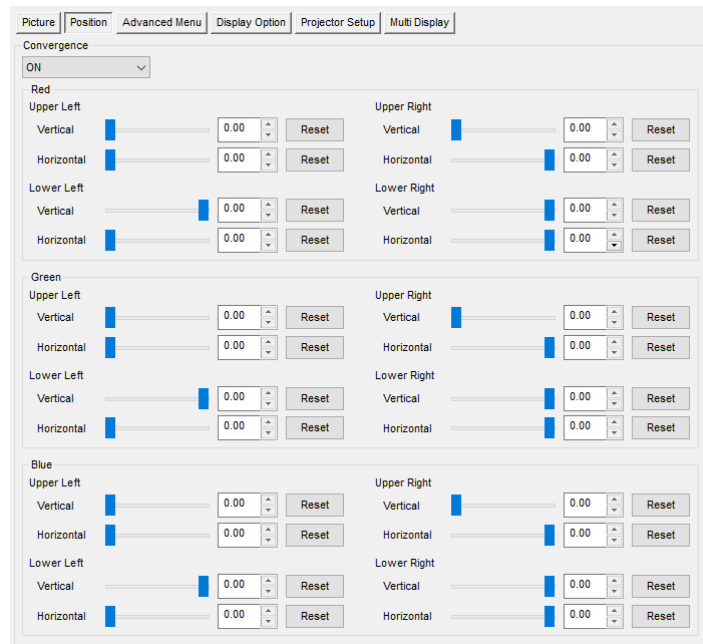 Picture Position Advanced Menu Display Option Projector Setup Multi Display
Convergence
ON
Red
Upper Left Upper Right
Vertical 0.00 Reset Vertical 0.00 Reset
Horizontal 0.00 Reset Horizontal 0.00 Reset
Lower Left Lower Right
Vertical 0.00 Reset Vertical 0.00 Reset
Horizontal 0.00 Reset Horizontal 0.00 Reset
Green
Upper Left Upper Right
Vertical 0.00 Reset Vertical 0.00 Reset
Horizontal 0.00 Reset Horizontal 0.00 Reset
Lower Left Lower Right
Vertical 0.00 Reset Vertical 0.00 Reset
Horizontal 0.00 Reset Horizontal 0.00 Reset
Blue
Upper Left Upper Right
Vertical 0.00 Reset Vertical 0.00 Reset
Horizontal 0.00 Reset Horizontal 0.00 Reset
Lower Left Lower Right
Vertical 0.00 Reset Vertical 0.00 Reset
Horizontal 0.00 Reset Horizontal 0.00 Reset